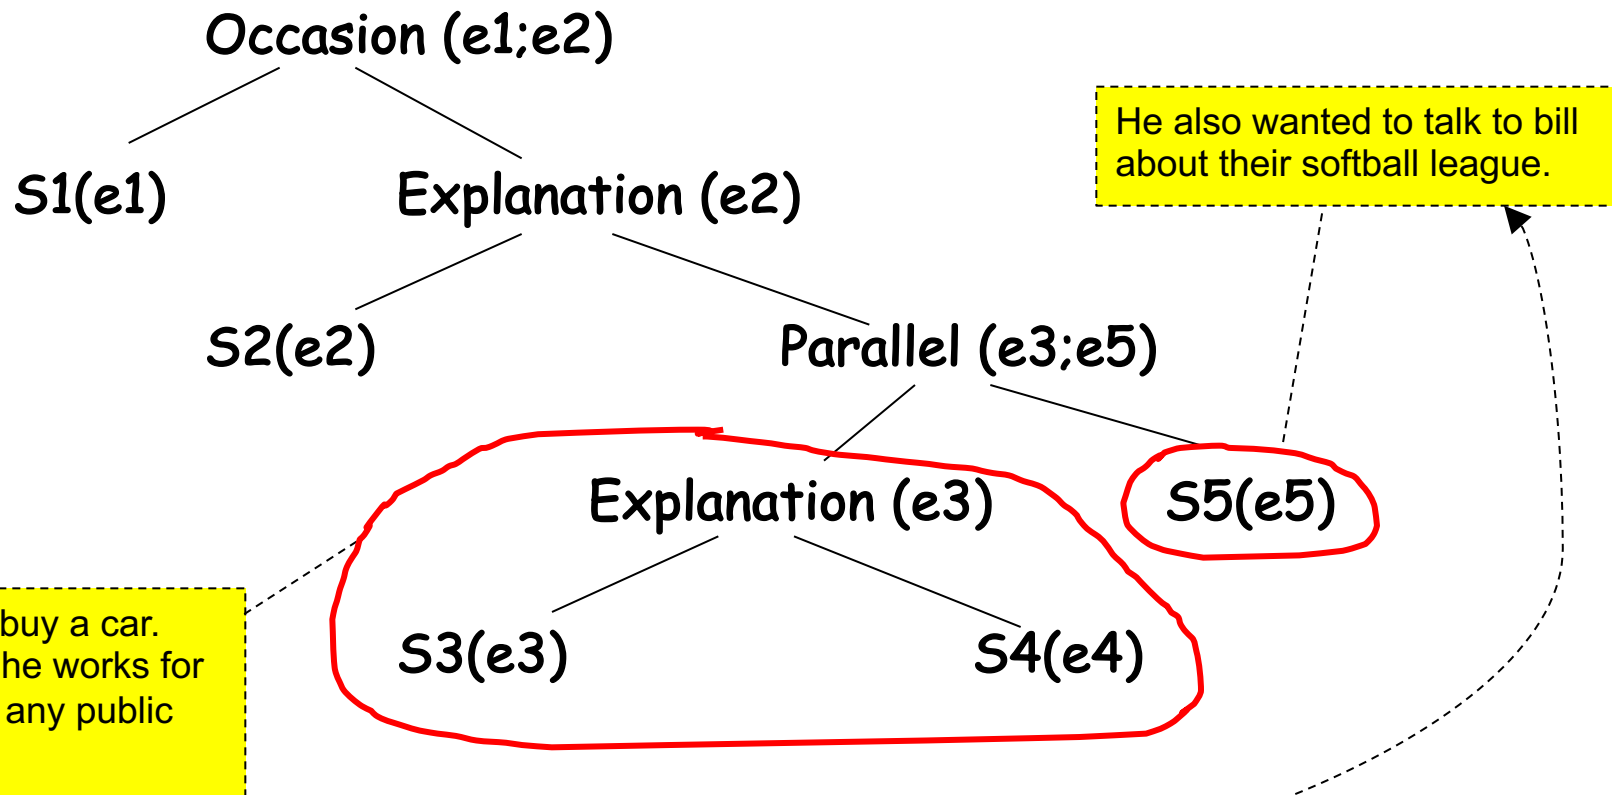 Occasion (e1;e2)
He also wanted to talk to bill
about their softball league.
S1(e1)
Explanation (e2)
S2(e2)
Parallel (e3;e5)
Explanation (e3)
S5(e5)
buy a car.
he works for
any public
S3(e3)
S4(e4)